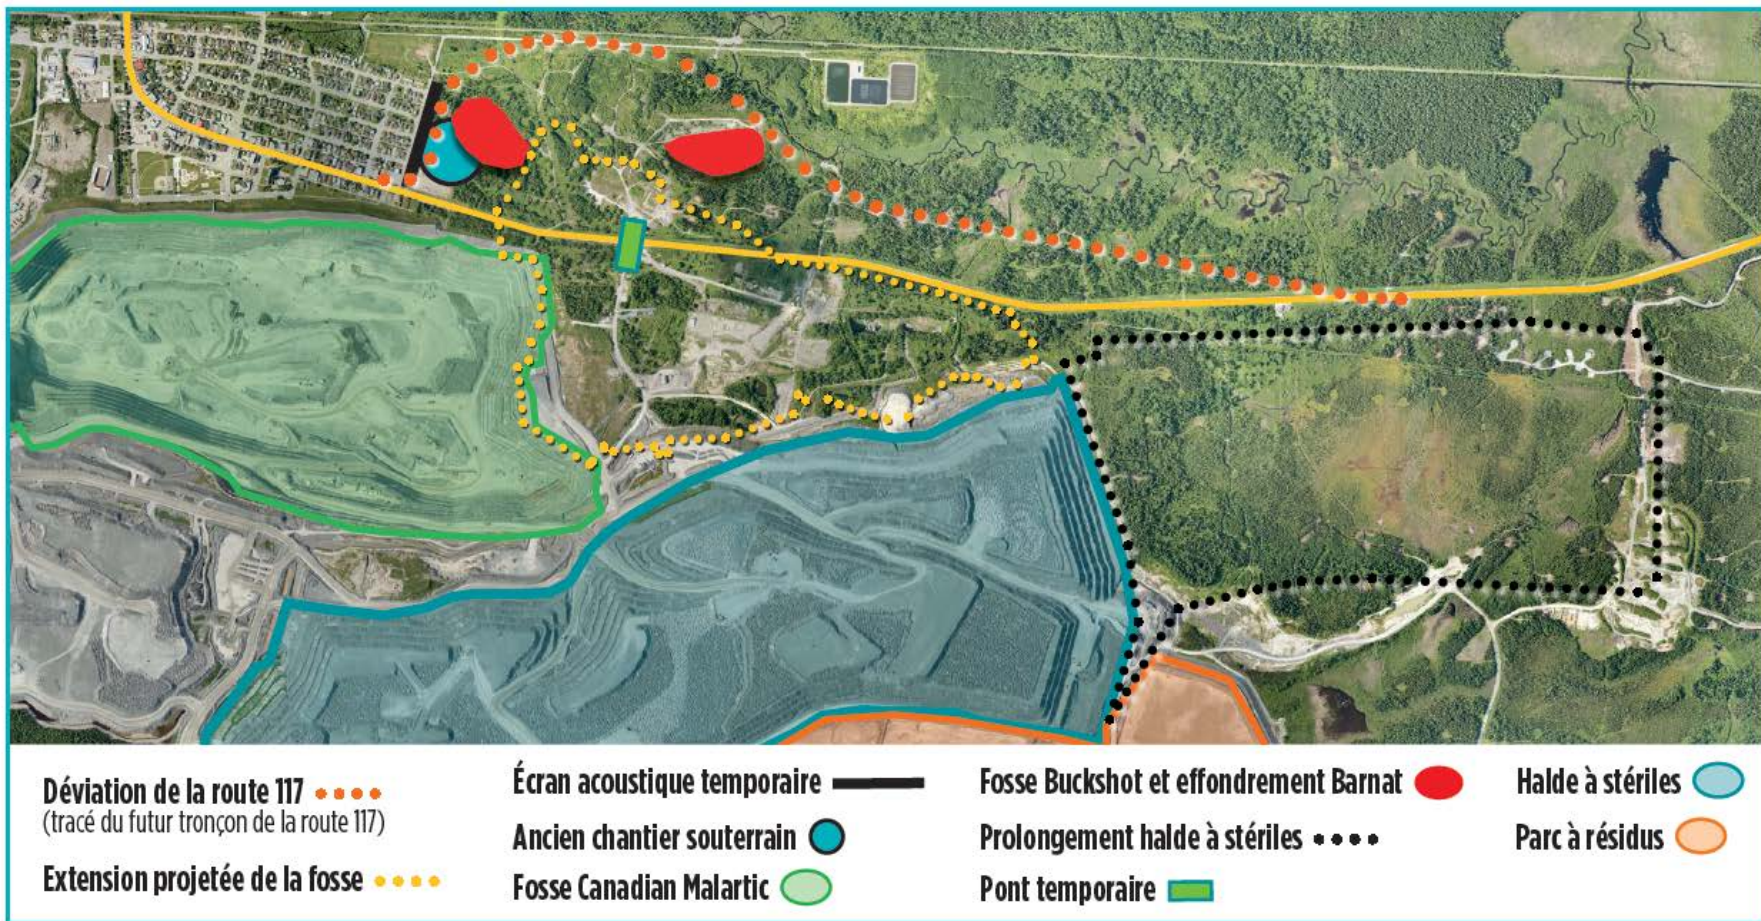 Déviation de la route 117
(tracé du futur tronçon de la route 117)
Extension projetée de la fosse
Écran acoustique temporaire
Ancien chantier souterrain
Fosse Canadian Malartic
Fosse Buckshot et effondrement Barnat
Prolongement halde à stériles
Pont temporaire
Halde à stériles
Parc à résidus